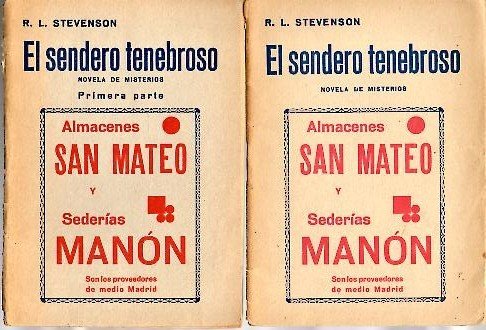 R. L. STEVENSON
El sendero tenebroso
NOVELA DE MISTERIOS
Primera parte
Almacenes
SAN MATEO
Y
Sederías
MANÓN
Son los proveedores
de medio Madrid
R. L. STEVENSON
El sendero tenebroso
NOVELA DE MISTERIOS
Almacenes
SAN MATEO
Y
Sederías
MANÓN
Son los proveedores
de medio Madrid